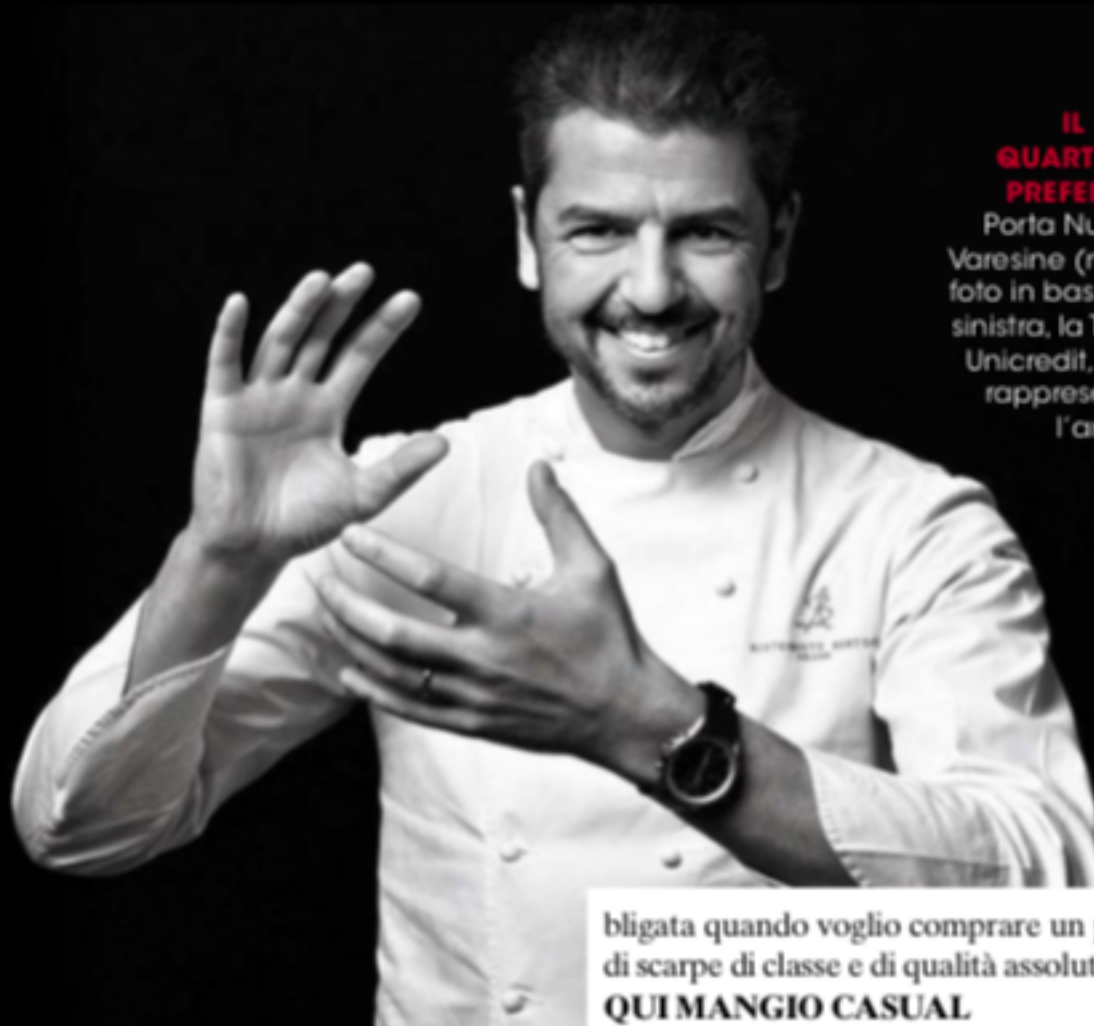 IL
QUART
PREFE
Porta Nu
Varesine (
foto in bas
sinistra, la
Unicredit,
rapprese
l'a
bligata quando voglio comprare un
di scarpe di classe e di qualità assolut
QUI MANGIO CASUAL